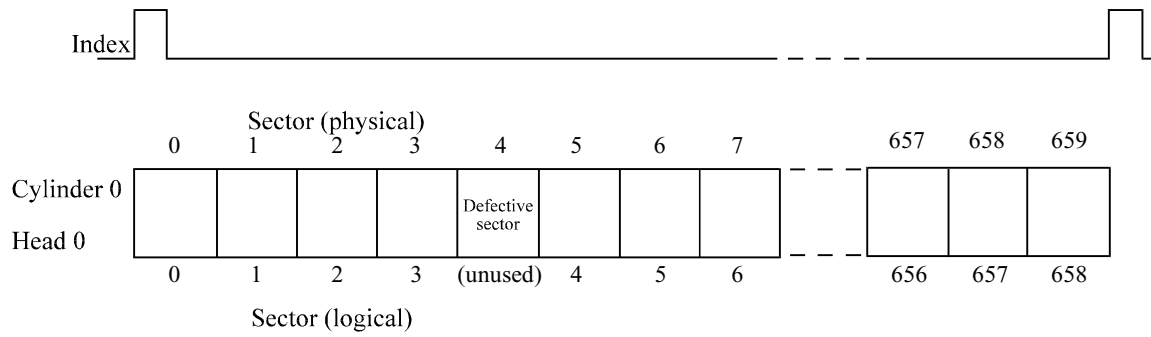 Index
Sector (physical)
0 1 2 3 4 5 6 7 657 658 659
Cylinder 0
Defective
sector
Head 0
0 1 2 3 (unused) 4 5 6 656 657 658
Sector (logical)